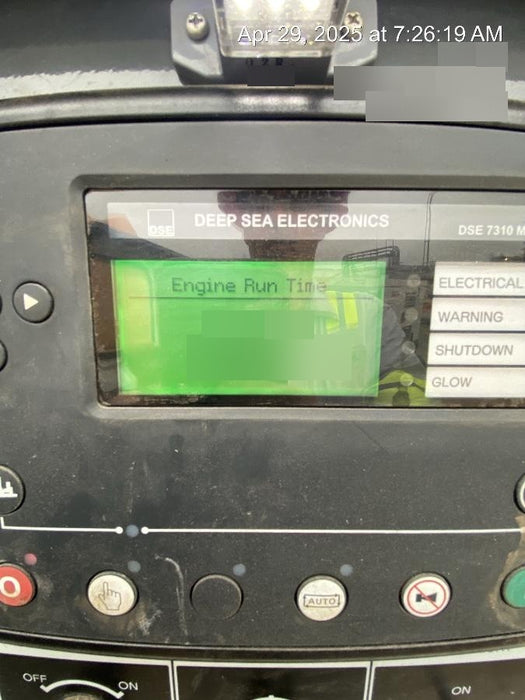 Apr 29, 2025 at 7:26:19 AM
DSE
DEEP SEA ELECTRONICS
DSE 7310 M
Engine Run Time
ELECTRICAL
WARNING
SHUTDOWN
GLOW
AUTO
OFF
ON
ON